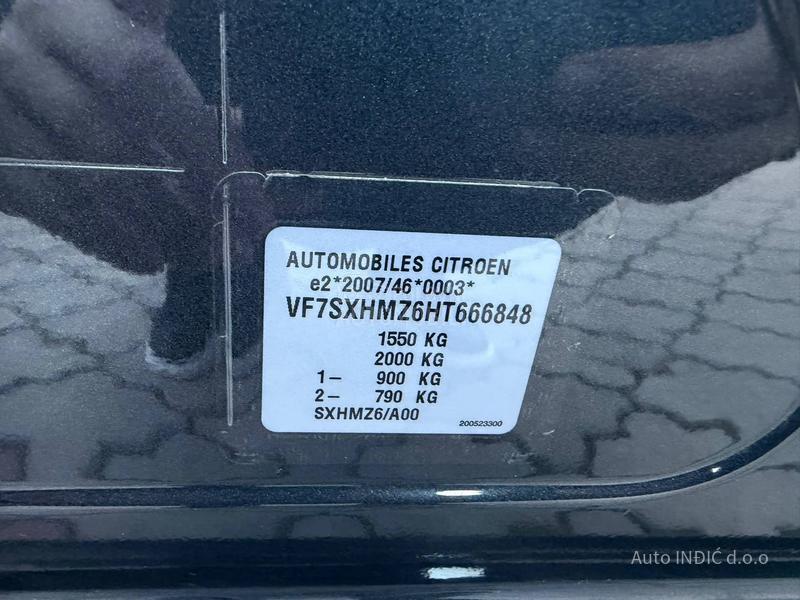 AUTOMOBILES CITROEN
e2*2007/46*0003*
VF7SXHMZ6HT666848
1550 KG
2000 KG
1– 900 KG
2– 790 KG
SXHMZ6/A00
200523300
Auto INĐIĆ d.o.o